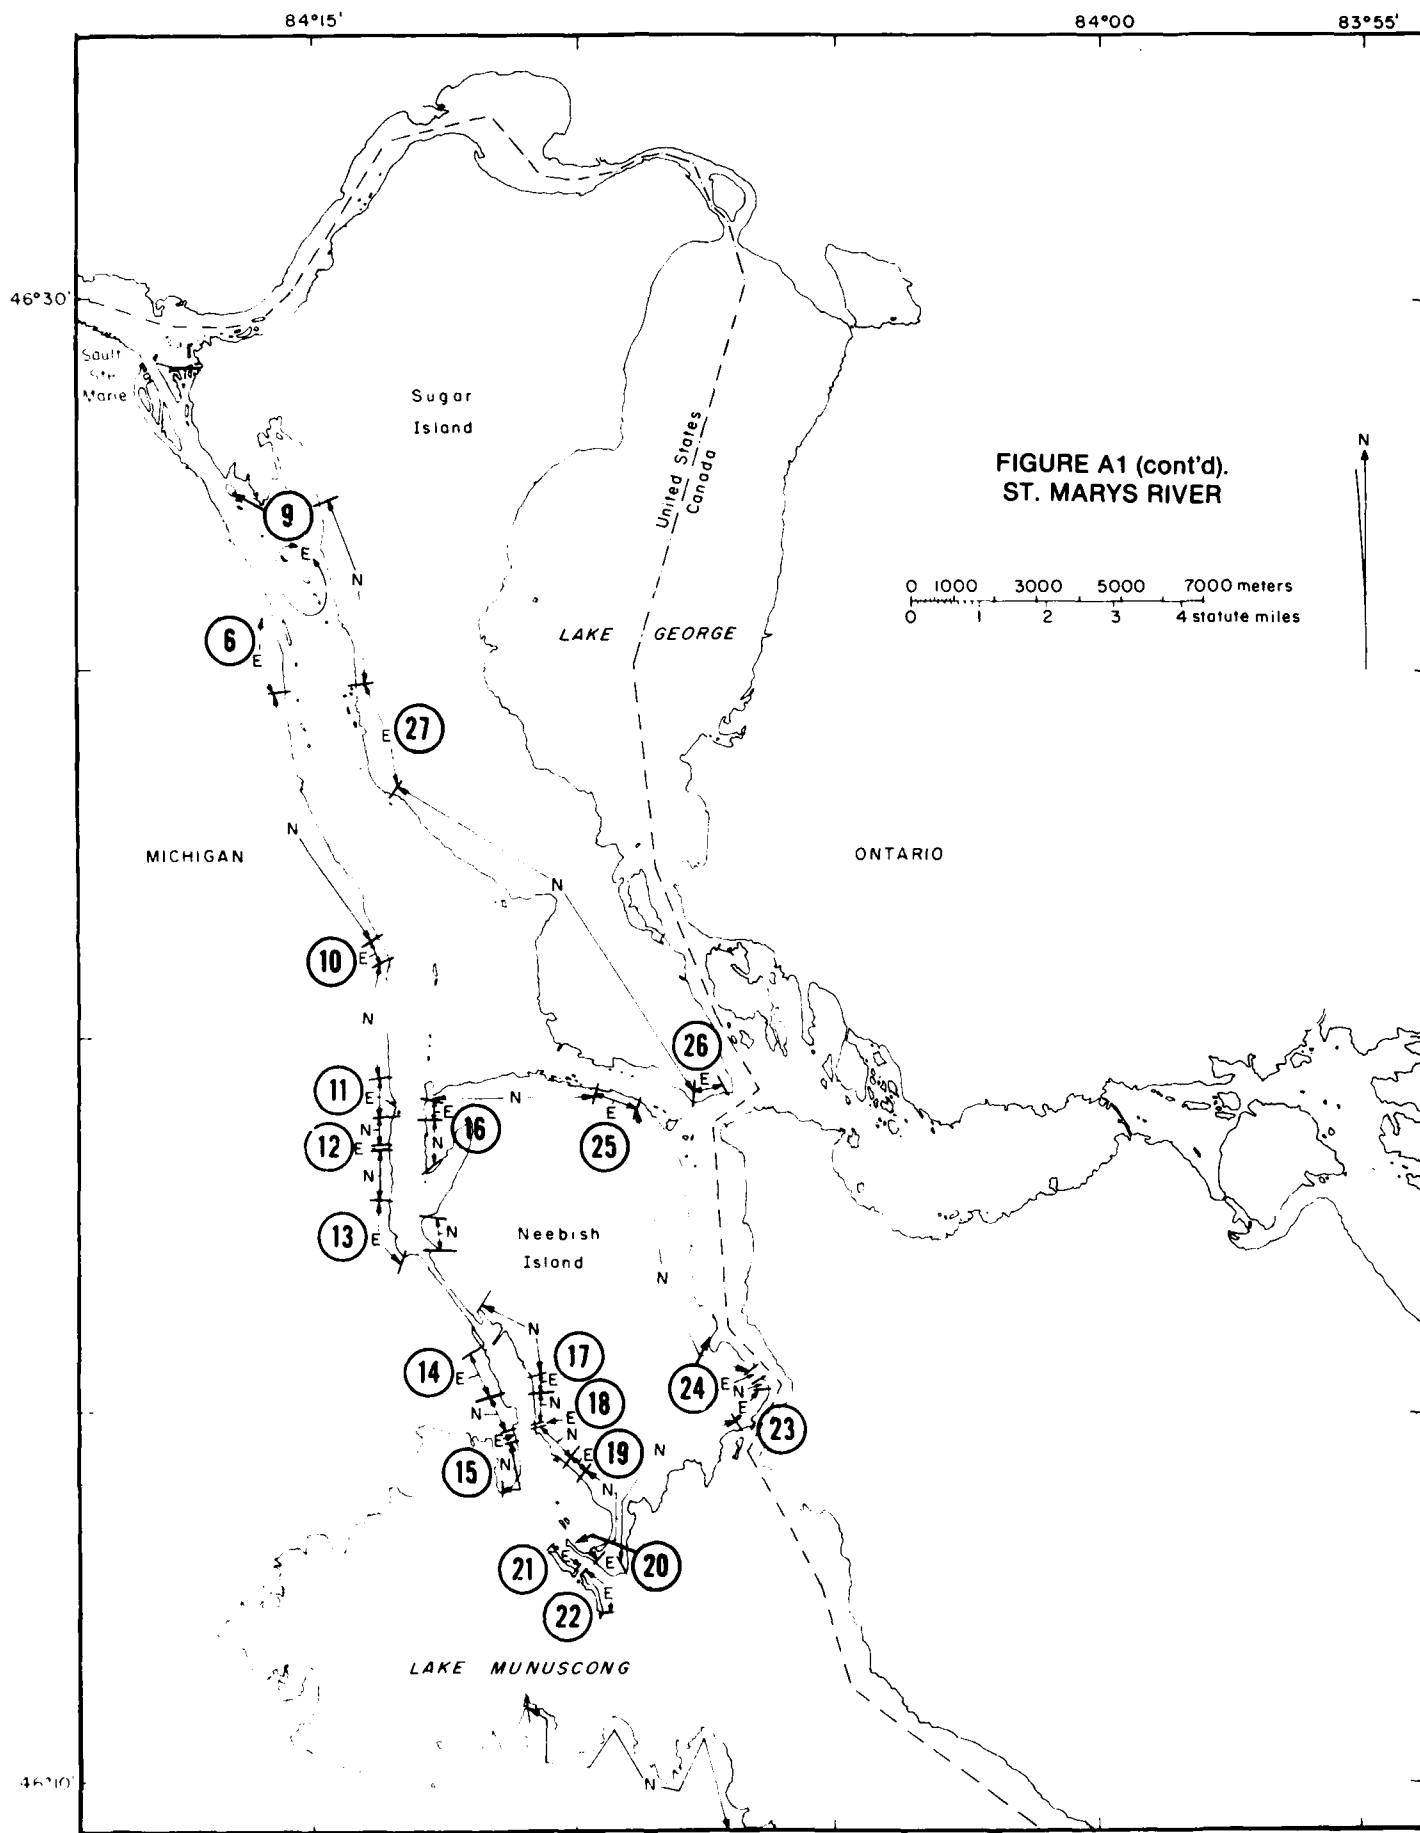 84°15' 84°00 83°55'
46°30'
Sault
Ste
Marie
Sugar
Island
United States
Canada
N
FIGURE A1 (cont'd).
ST. MARYS RIVER
9
E
N
0 1000 3000 5000 7000 meters
0 1 2 3 4 statute miles
6
E
LAKE GEORGE
27
E
N
MICHIGAN
ONTARIO
N
10
E
N
26
E
11
E
N
E
16
N
E
25
12
E
N
N
13
E
N
Neebish
Island
N
N
17
E
14
E
N
18
E
N
24
E
N
E
23
N
E
19
N
15
E
N
N
20
E
21
E
22
E
LAKE MUNUSCONG
N
46°10'